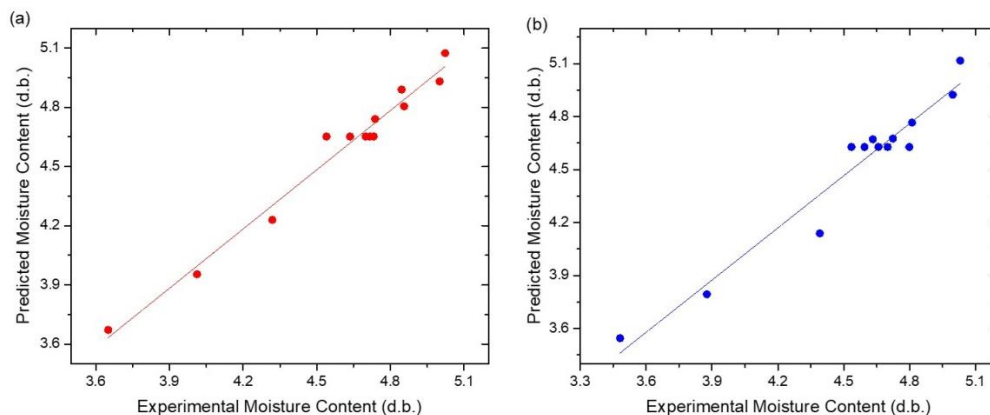 (a)
Predicted Moisture Content (d.b.)
5.1
4.8
4.5
4.2
3.9
3.6
3.6 3.9 4.2 4.5 4.8 5.1
Experimental Moisture Content (d.b.)
(b)
Predicted Moisture Content (d.b.)
5.1
4.8
4.5
4.2
3.9
3.6
3.3 3.6 3.9 4.2 4.5 4.8 5.1
Experimental Moisture Content (d.b.)